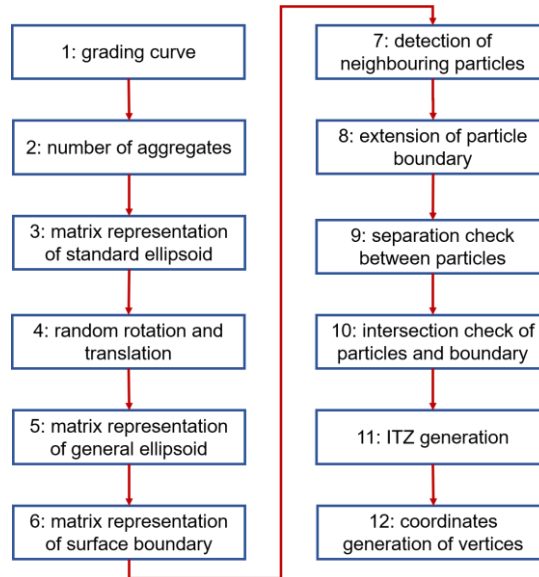 1: grading curve
2: number of aggregates
3: matrix representation
of standard ellipsoid
4: random rotation and
translation
5: matrix representation
of general ellipsoid
6: matrix representation
of surface boundary
7: detection of
neighbouring particles
8: extension of particle
boundary
9: separation check
between particles
10: intersection check of
particles and boundary
11: ITZ generation
12: coordinates
generation of vertices